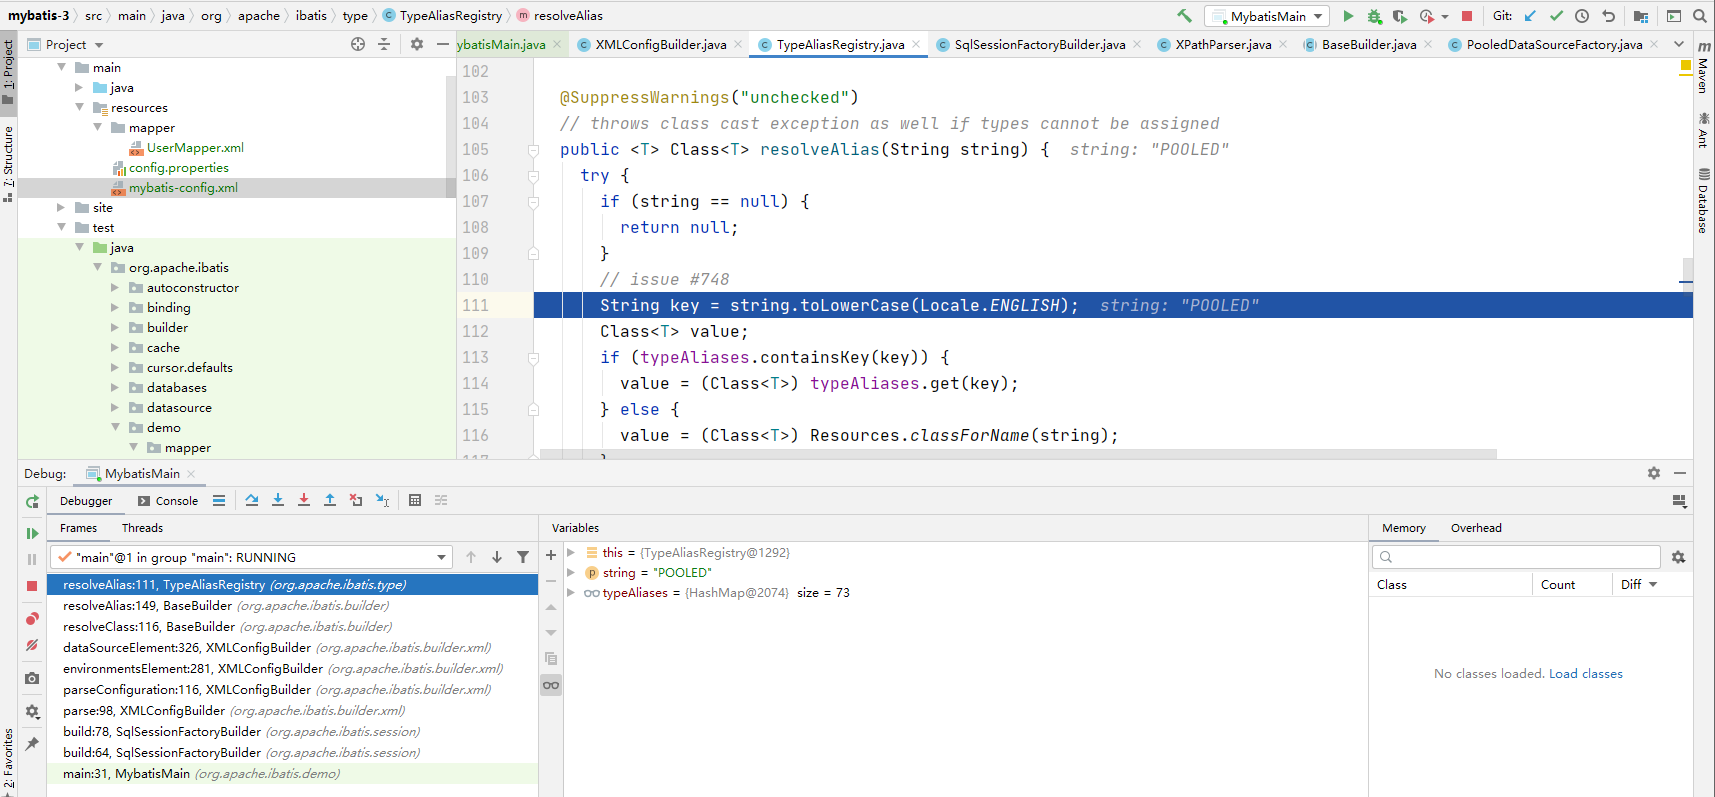 mybatis-3 src main java org apache ibatis type TypeAliasRegistry resolveAlias MybatisMain Git:
1: Project
7: Structure
2: Favorites
Project
main
java
resources
mapper
UserMapper.xml
config.properties
mybatis-config.xml
site
test
java
org.apache.ibatis
autoconstructor
binding
builder
cache
cursor.defaults
databases
datasource
demo
mapper
ybatisMain.java XMLConfigBuilder.java TypeAliasRegistry.java SqlSessionFactoryBuilder.java XPathParser.java BaseBuilder.java PooledDataSourceFactory.java
102
103 @SuppressWarnings("unchecked")
104 // throws class cast exception as well if types cannot be assigned
105 public <T> Class<T> resolveAlias(String string) { string: "POOLED"
106 try {
107 if (string == null) {
108 return null;
109 }
110 // issue #748
111 String key = string.toLowerCase(Locale.ENGLISH); string: "POOLED"
112 Class<T> value;
113 if (typeAliases.containsKey(key)) {
114 value = (Class<T>) typeAliases.get(key);
115 } else {
116 value = (Class<T>) Resources.classForName(string);
117 }
Maven
Ant
Database
Debug: MybatisMain
Debugger Console
Frames Threads
"main"@1 in group "main": RUNNING
resolveAlias:111, TypeAliasRegistry (org.apache.ibatis.type)
resolveAlias:149, BaseBuilder (org.apache.ibatis.builder)
resolveClass:116, BaseBuilder (org.apache.ibatis.builder)
dataSourceElement:326, XMLConfigBuilder (org.apache.ibatis.builder.xml)
environmentsElement:281, XMLConfigBuilder (org.apache.ibatis.builder.xml)
parseConfiguration:116, XMLConfigBuilder (org.apache.ibatis.builder.xml)
parse:98, XMLConfigBuilder (org.apache.ibatis.builder.xml)
build:78, SqlSessionFactoryBuilder (org.apache.ibatis.session)
build:64, SqlSessionFactoryBuilder (org.apache.ibatis.session)
main:31, MybatisMain (org.apache.ibatis.demo)
Variables
this = {TypeAliasRegistry@1292}
string = "POOLED"
typeAliases = {HashMap@2074} size = 73
Memory Overhead
Class Count Diff
No classes loaded. Load classes